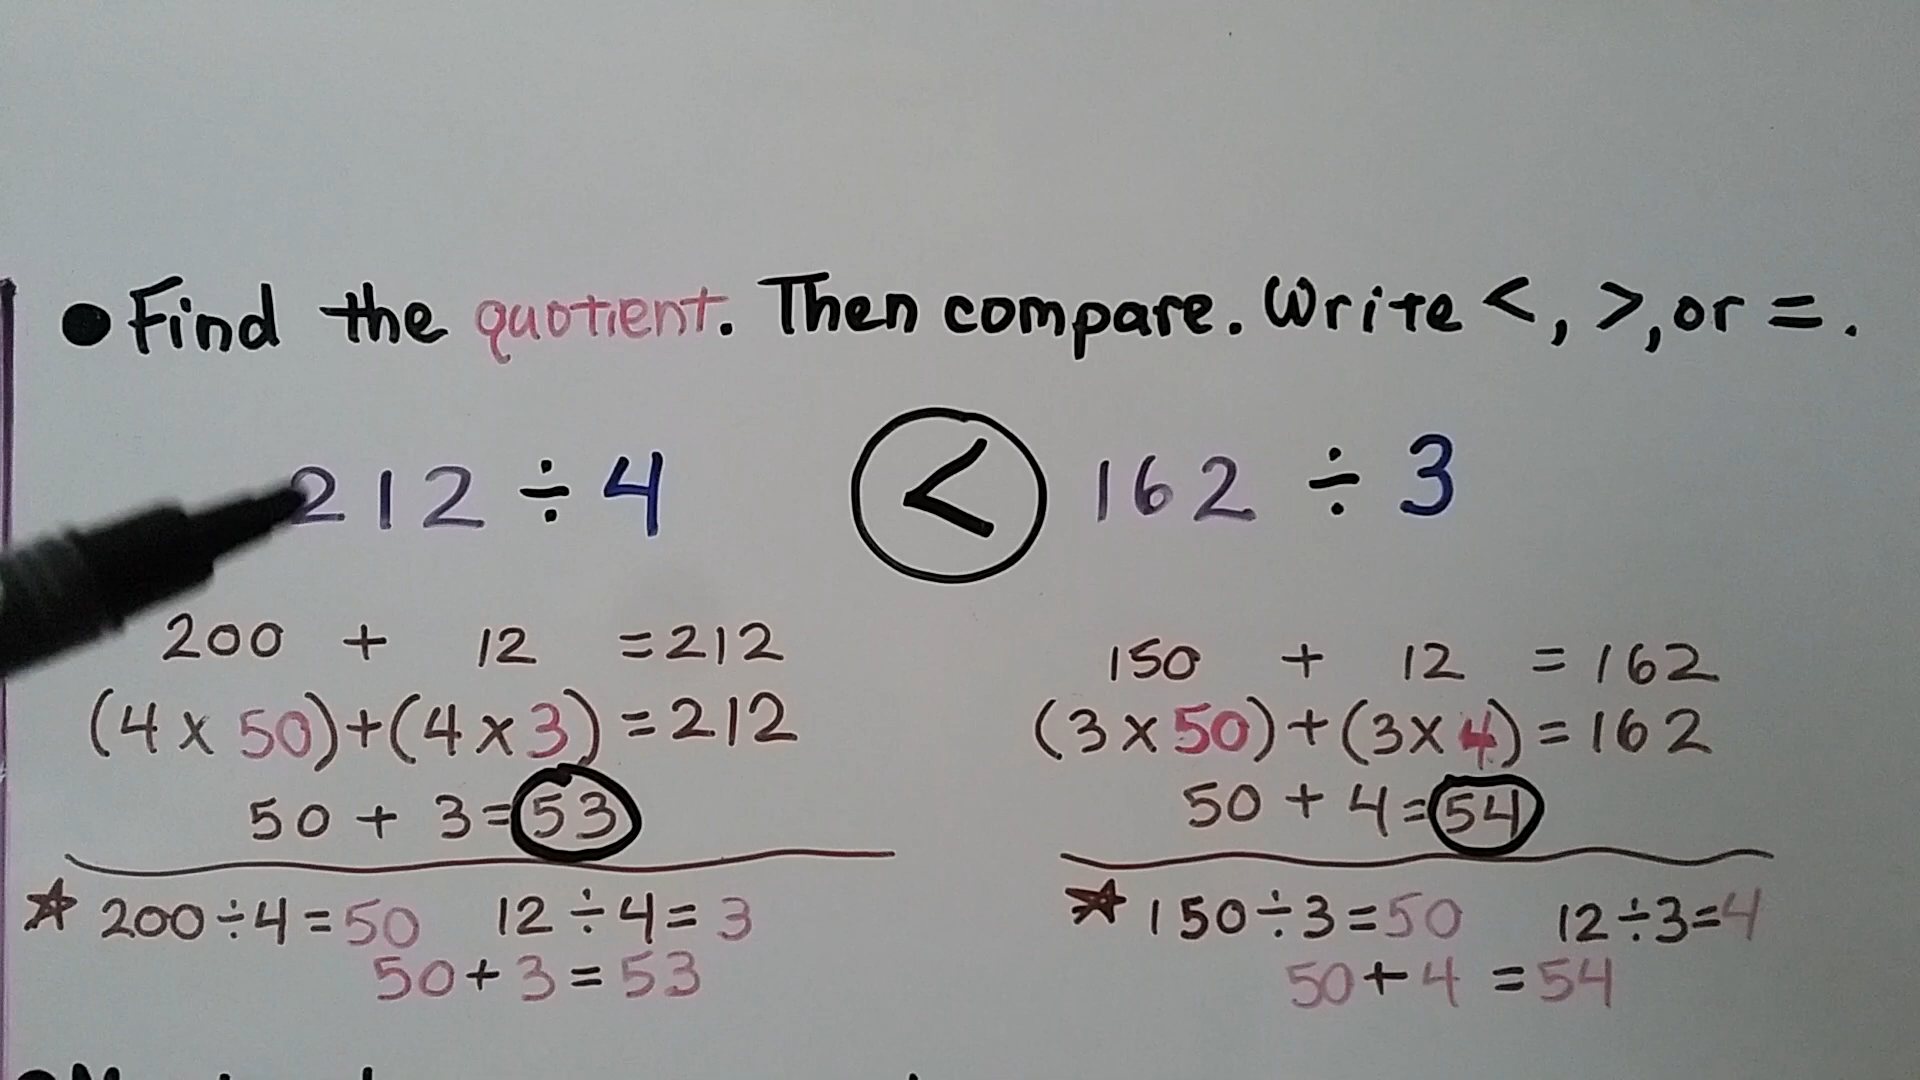 • Find the quotient. Then compare. Write <, >, or =.
212 ÷ 4 < 162 ÷ 3
200 + 12 = 212
(4 x 50) + (4 x 3) = 212
50 + 3 = 53
★ 200 ÷ 4 = 50 12 ÷ 4 = 3
50 + 3 = 53
150 + 12 = 162
(3 x 50) + (3 x 4) = 162
50 + 4 = 54
★ 150 ÷ 3 = 50 12 ÷ 3 = 4
50 + 4 = 54